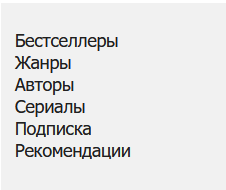 Бестселлеры
Жанры
Авторы
Сериалы
Подписка
Рекомендации